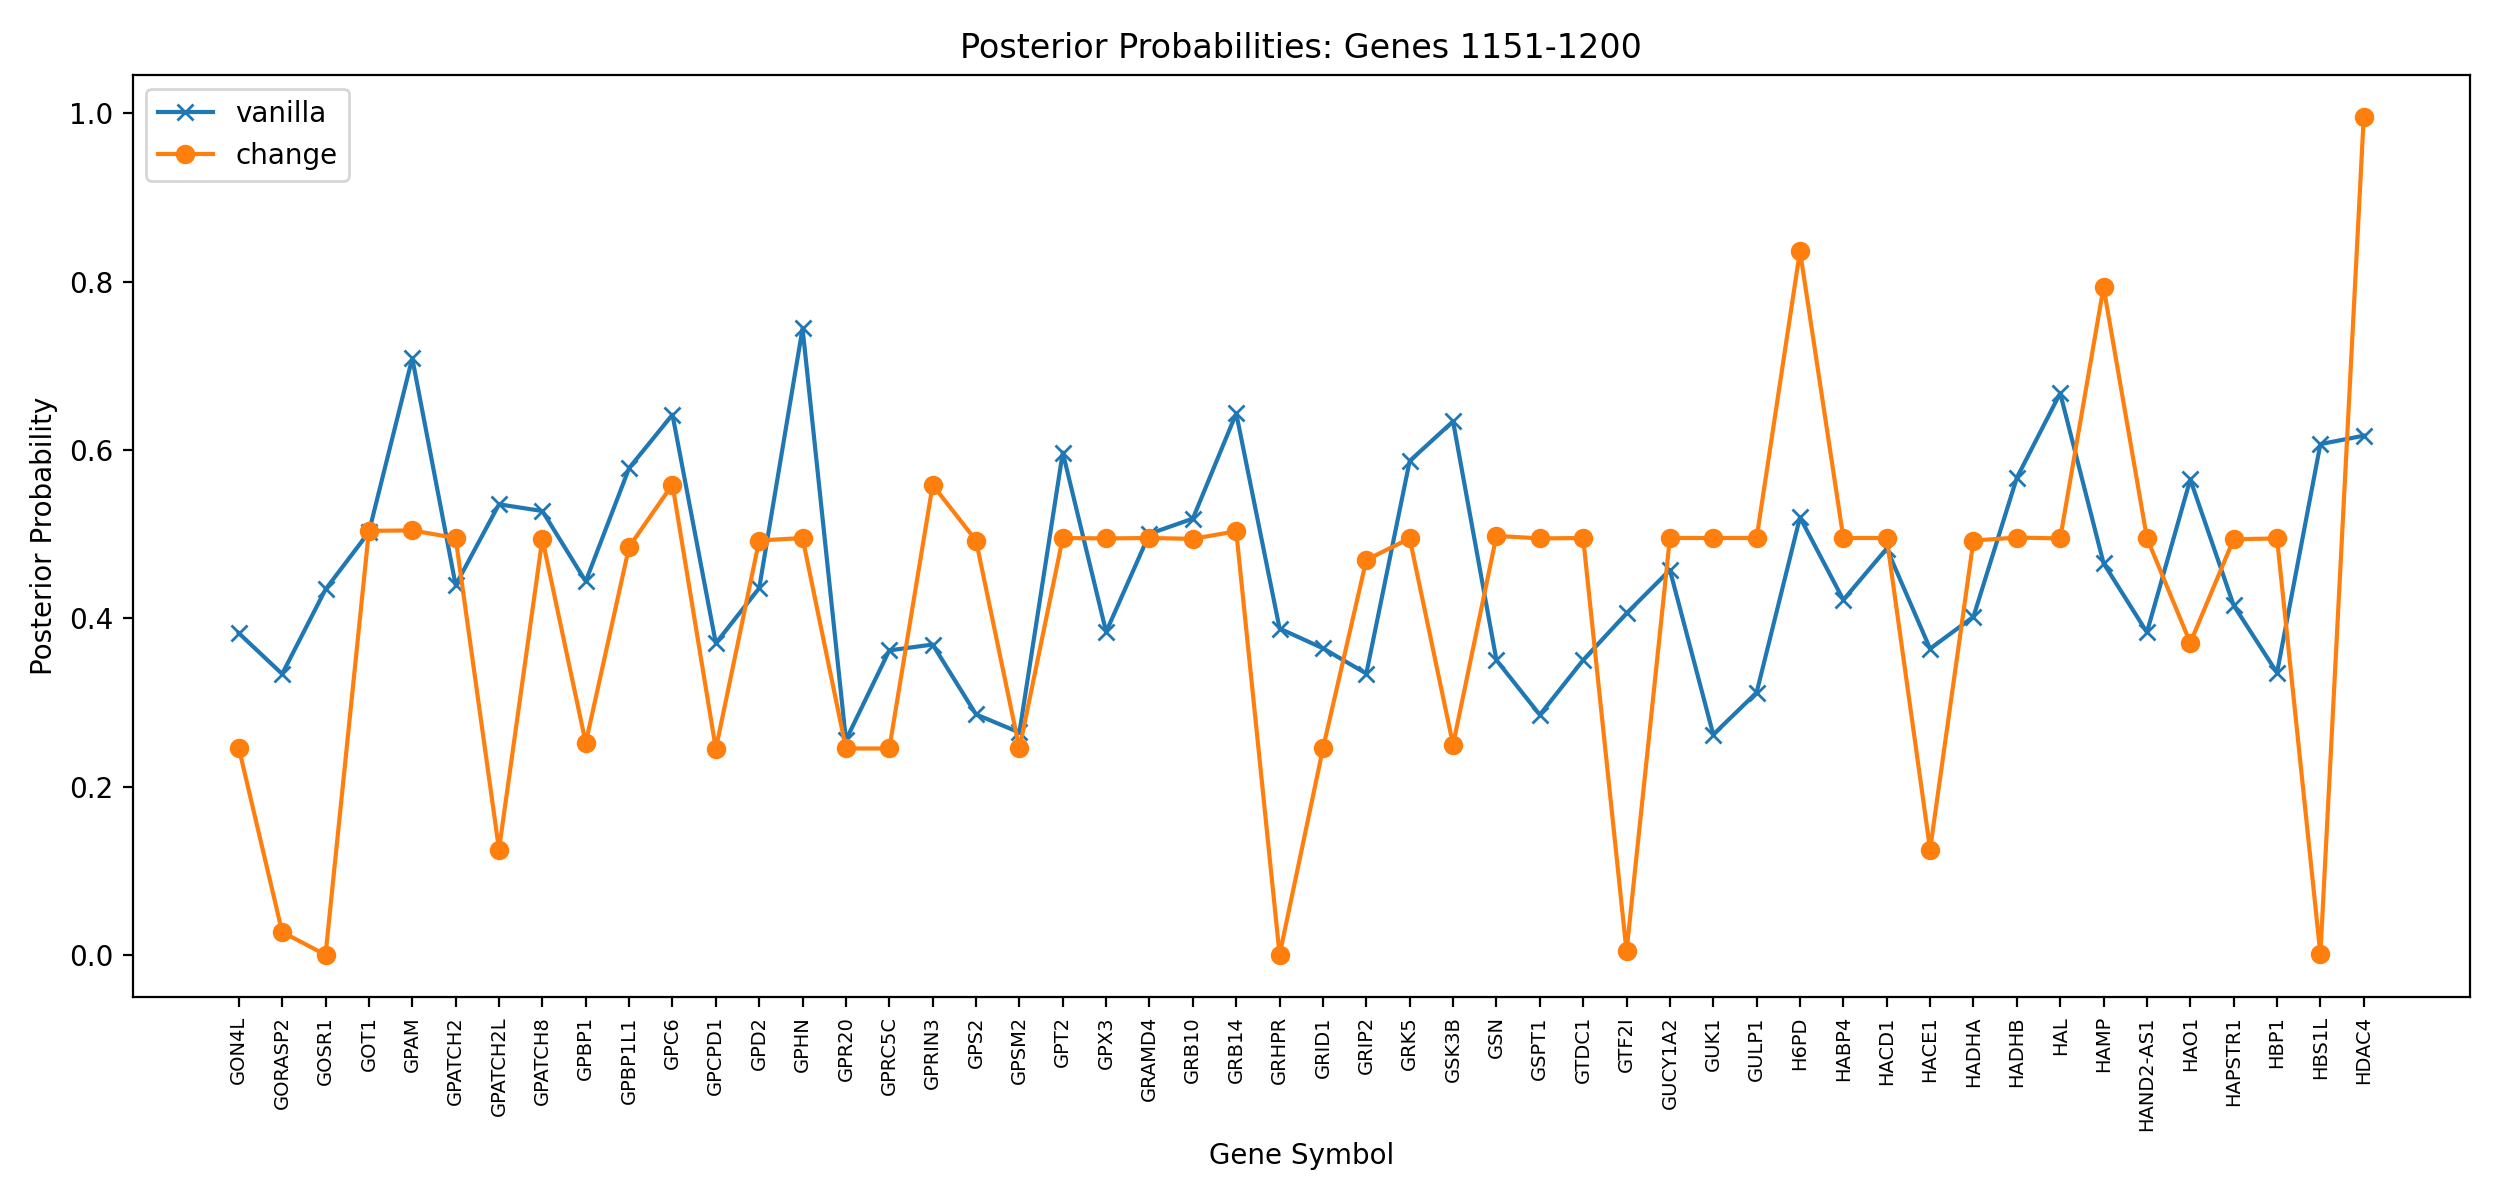 Posterior Probabilities: Genes 1151-1200
vanilla
change
Posterior Probability
1.0
0.8
0.6
0.4
0.2
0.0
GON4L
GORASP2
GOSR1
GOT1
GPAM
GPATCH2
GPATCH2L
GPATCH8
GPBP1
GPBP1L1
GPC6
GPCPD1
GPD2
GPHN
GPR20
GPRC5C
GPRIN3
GPS2
GPSM2
GPT2
GPX3
GRAMD4
GRB10
GRB14
GRHPR
GRID1
GRIP2
GRK5
GSK3B
GSN
GSPT1
GTDC1
GTF2I
GUCY1A2
GUK1
GULP1
H6PD
HABP4
HACD1
HACE1
HADHA
HADHB
HAL
HAMP
HAND2-AS1
HAO1
HAPSTR1
HBP1
HBS1L
HDAC4
Gene Symbol